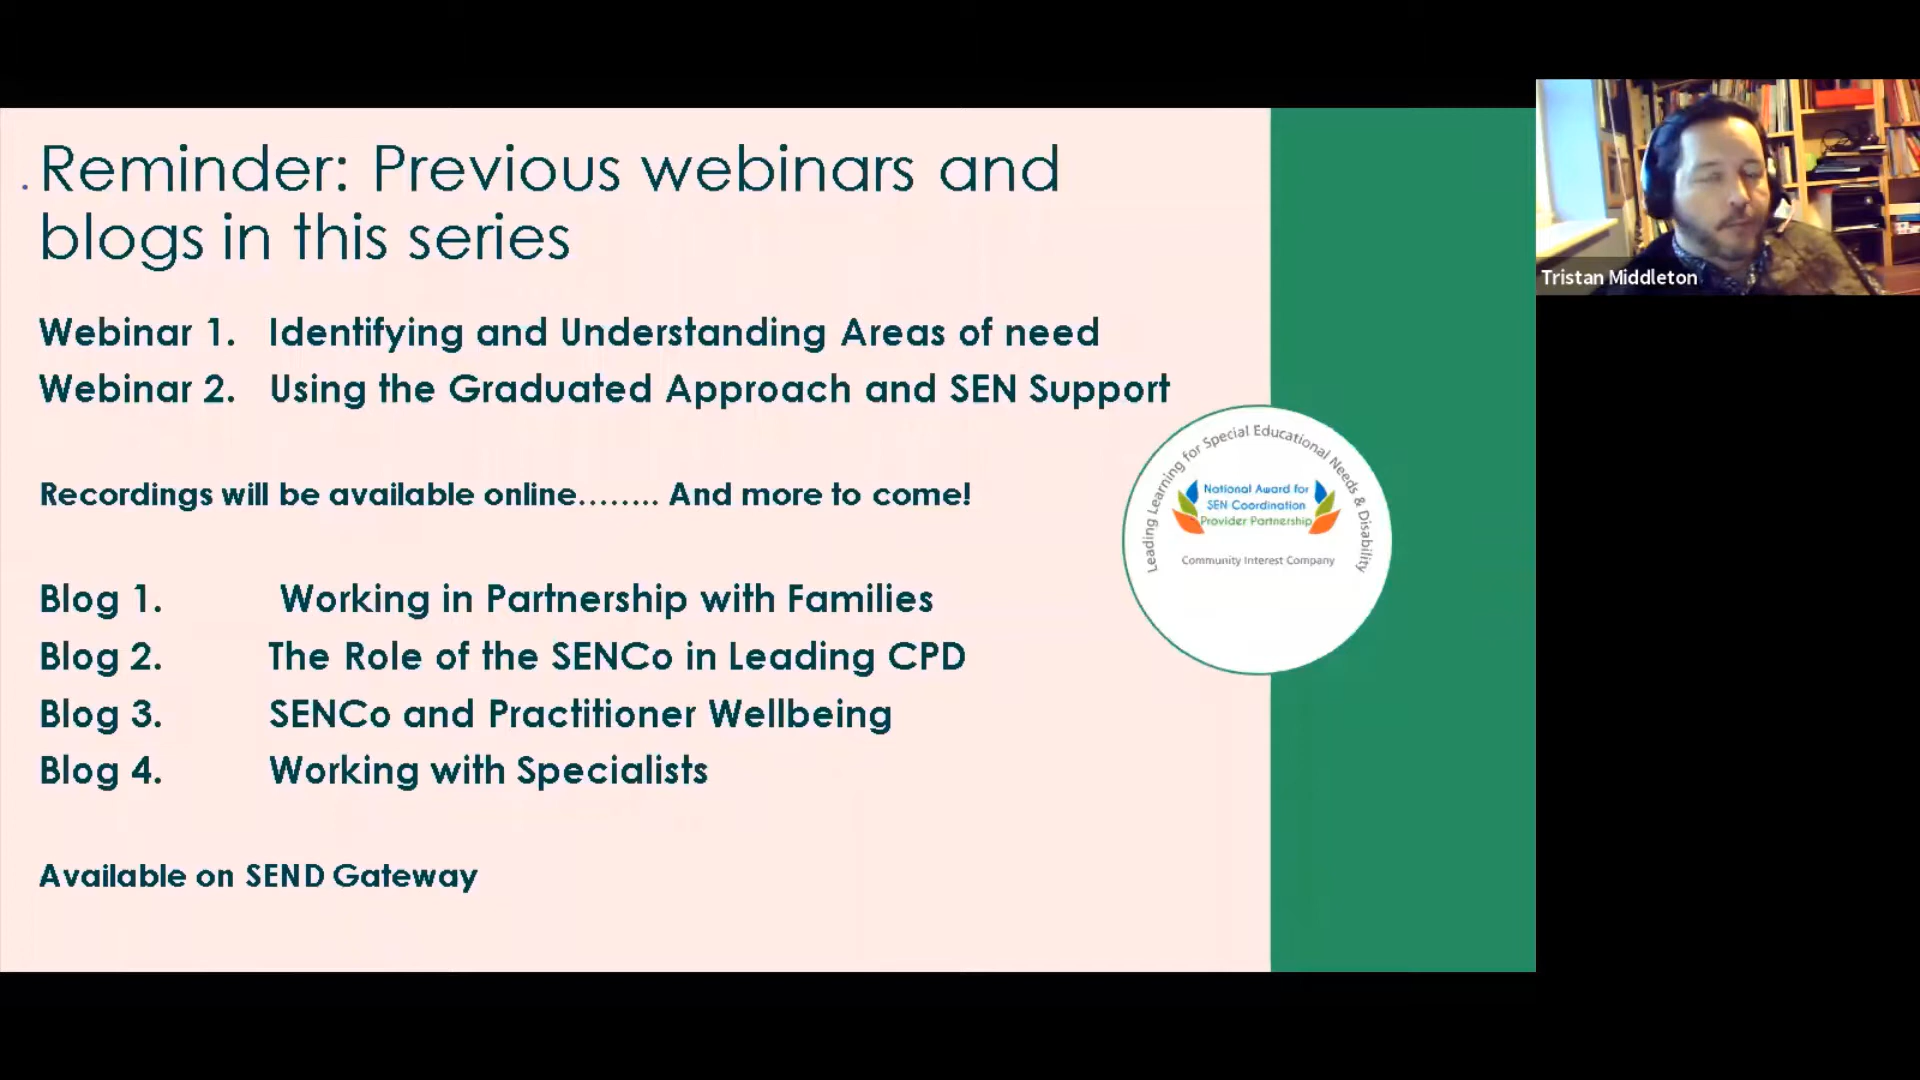 Reminder: Previous webinars and
blogs in this series
Webinar 1. Identifying and Understanding Areas of need
Webinar 2. Using the Graduated Approach and SEN Support
Recordings will be available online........ And more to come!
Blog 1. Working in Partnership with Families
Blog 2. The Role of the SENCo in Leading CPD
Blog 3. SENCo and Practitioner Wellbeing
Blog 4. Working with Specialists
Available on SEND Gateway
Leading Learning for Special Educational Needs & Disability
National Award for
SEN Coordination
Provider Partnership
Community Interest Company
Tristan Middleton